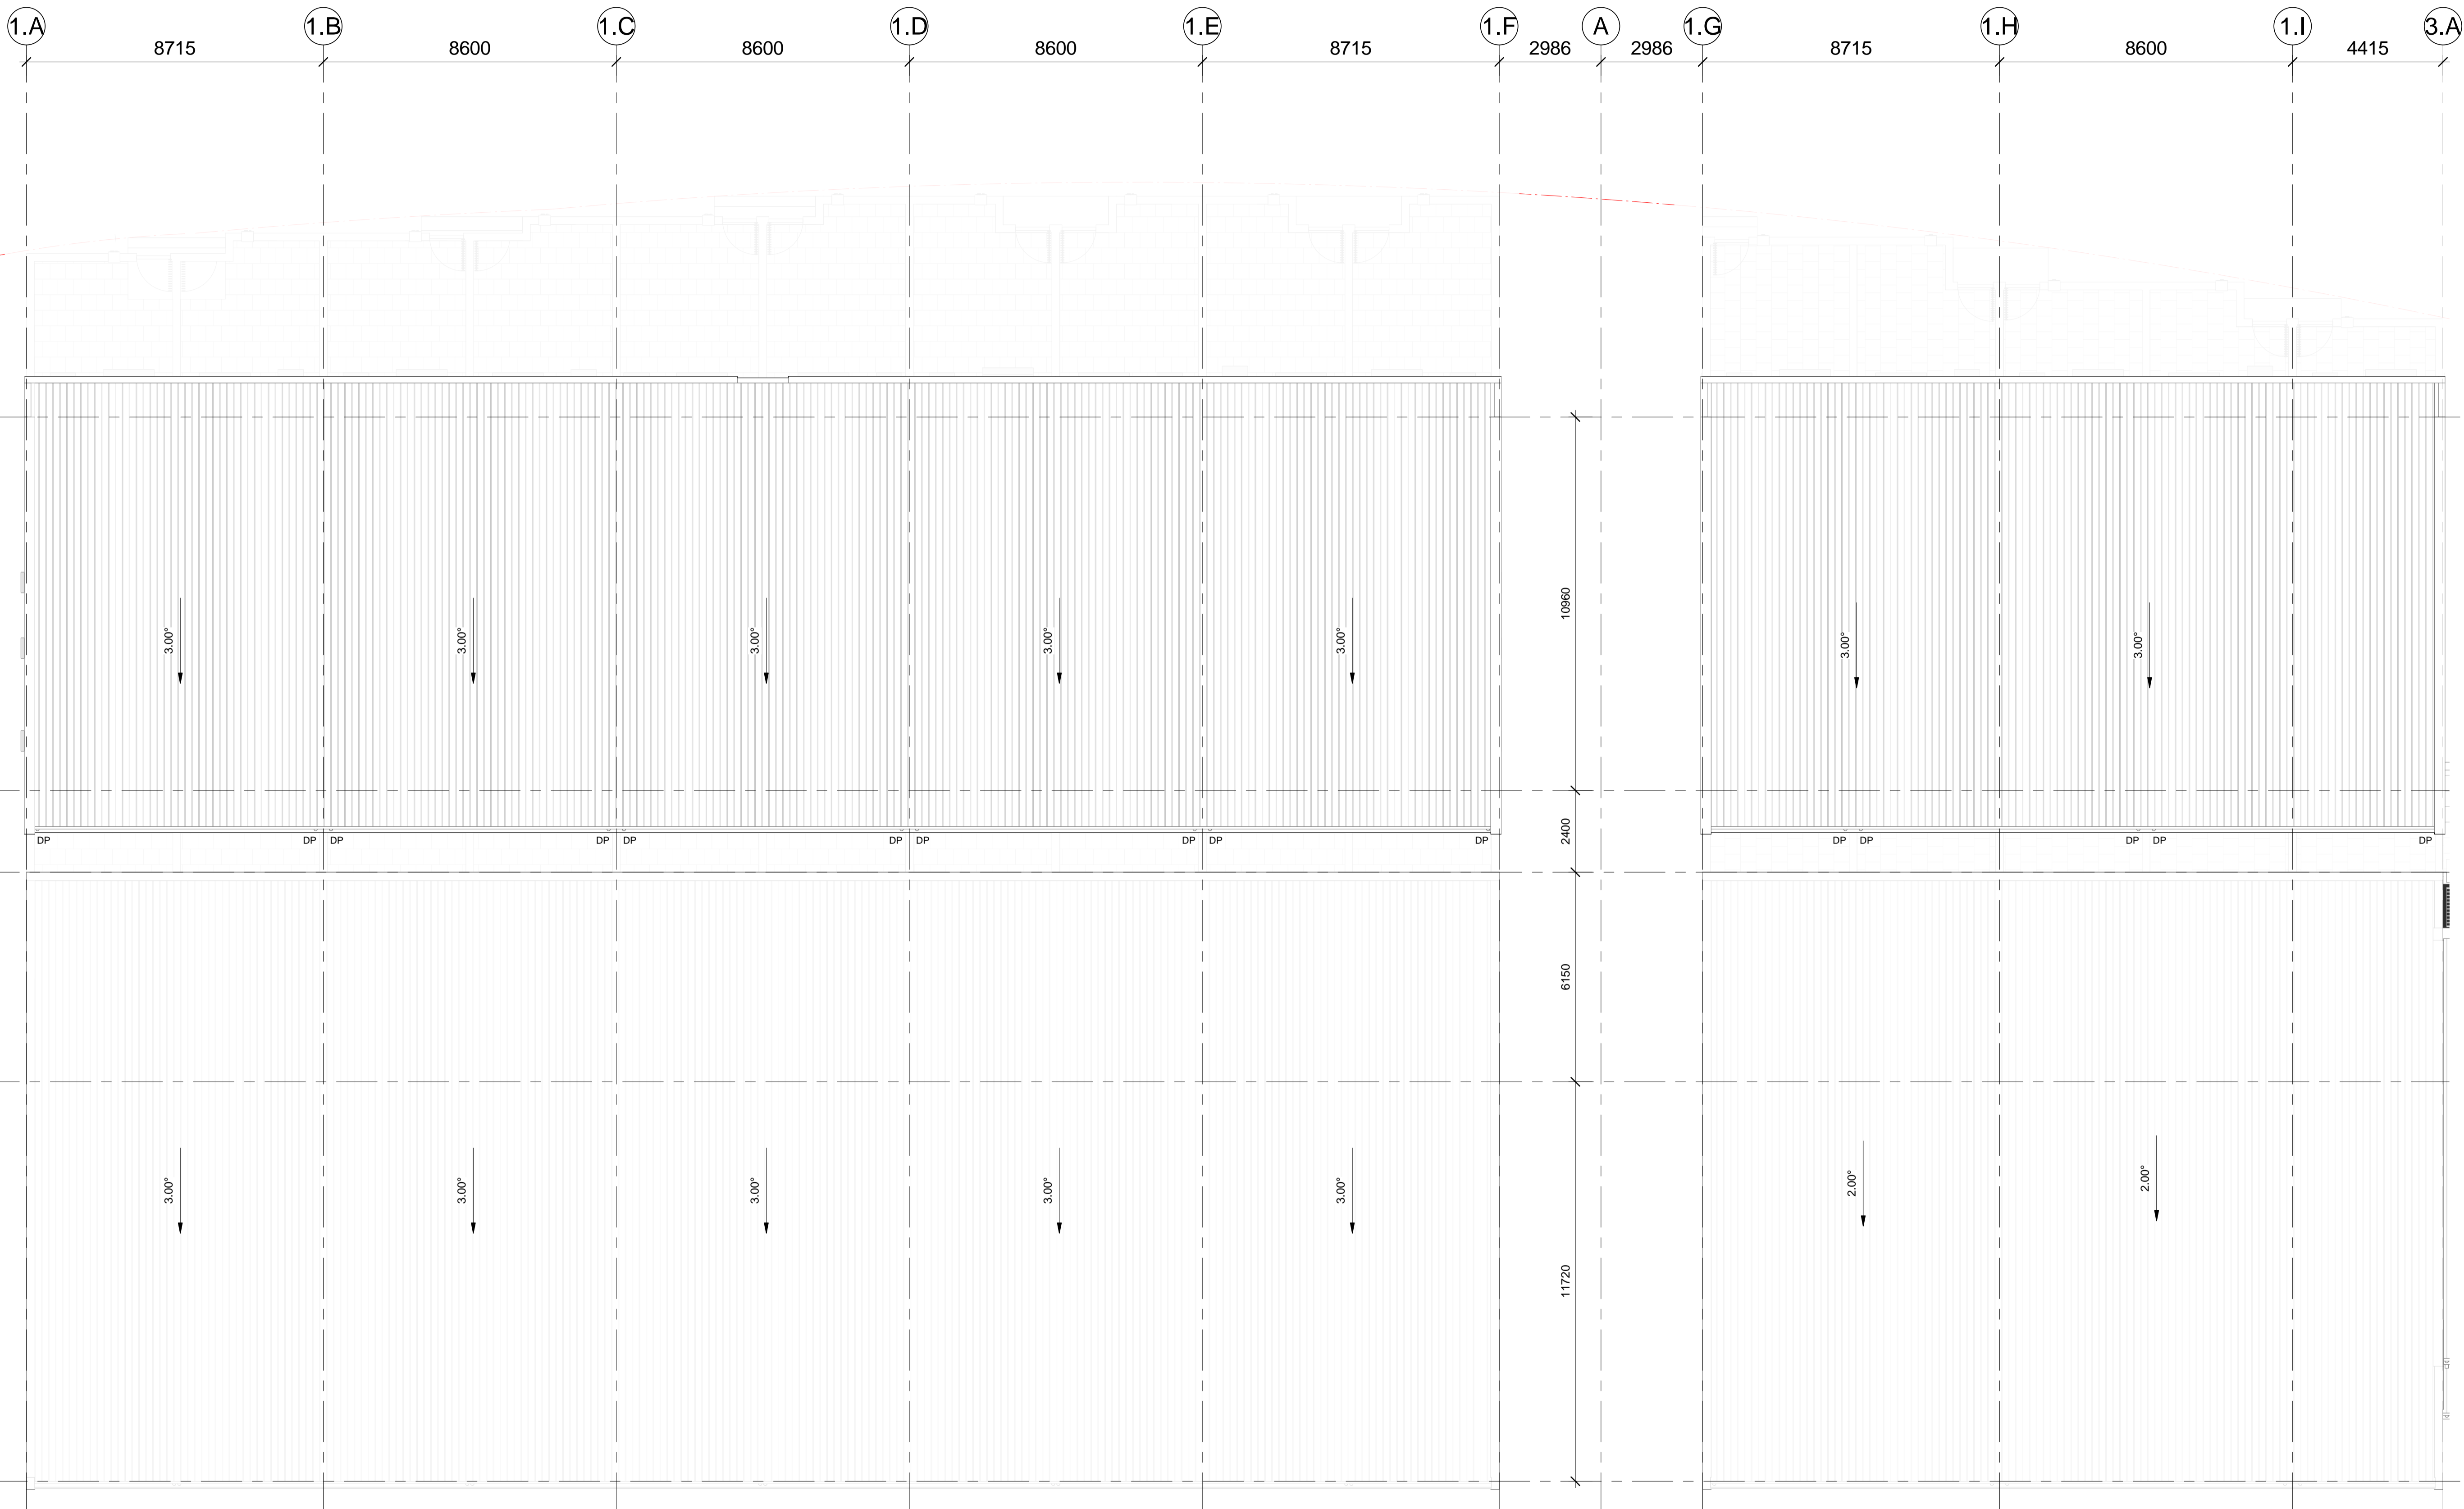 1.A 1.B 1.C 1.D 1.E 1.F A 1.G 1.H 1.I 3.A
8715 8600 8600 8600 8715 2986 2986 8715 8600 4415
10960
3.00° 3.00° 3.00° 3.00° 3.00° 3.00° 3.00°
2400
DP DP DP DP DP DP DP DP DP DP DP DP DP DP DP
6150
3.00° 3.00° 3.00° 3.00° 3.00° 2.00° 2.00°
11720